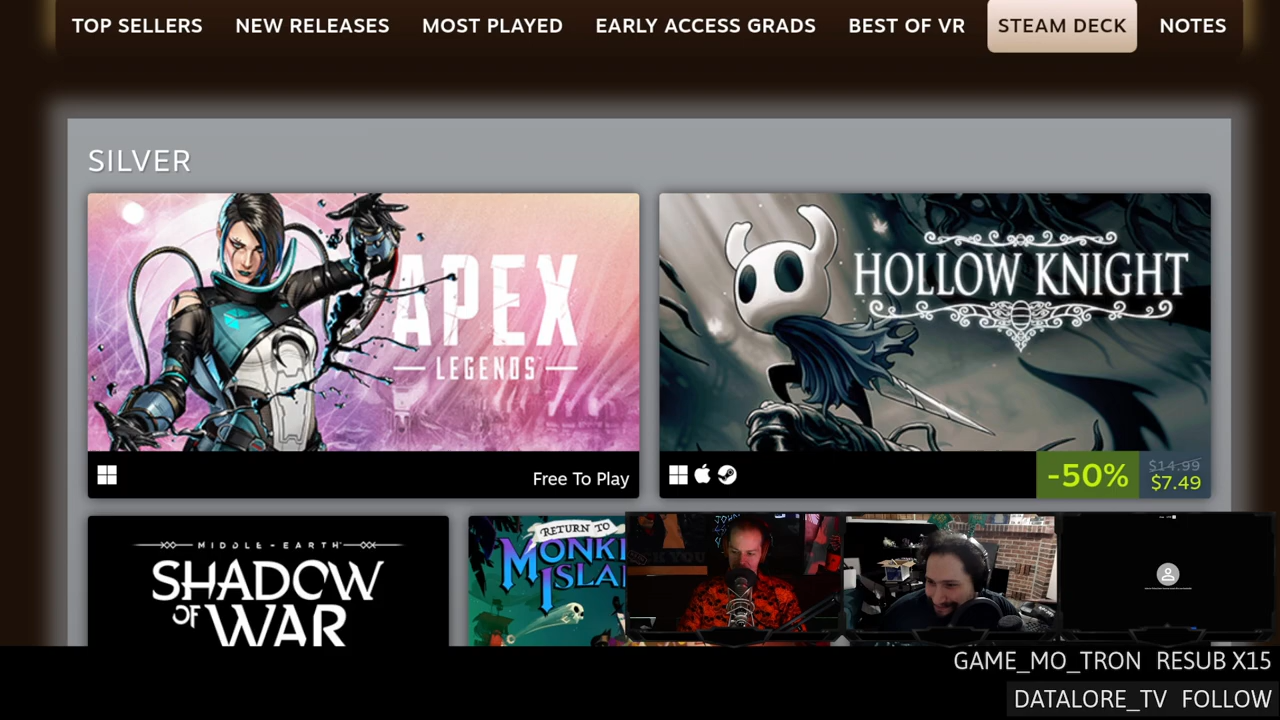 TOP SELLERS NEW RELEASES MOST PLAYED EARLY ACCESS GRADS BEST OF VR STEAM DECK NOTES
SILVER
APEX
LEGENDS
HOLLOW KNIGHT
Free To Play
-50%
$14.99
$7.49
MIDDLE-EARTH
SHADOW
OF WAR
RETURN TO
MONK
ISLA
GAME_MO_TRON RESUB X15
DATALORE_TV FOLLOW